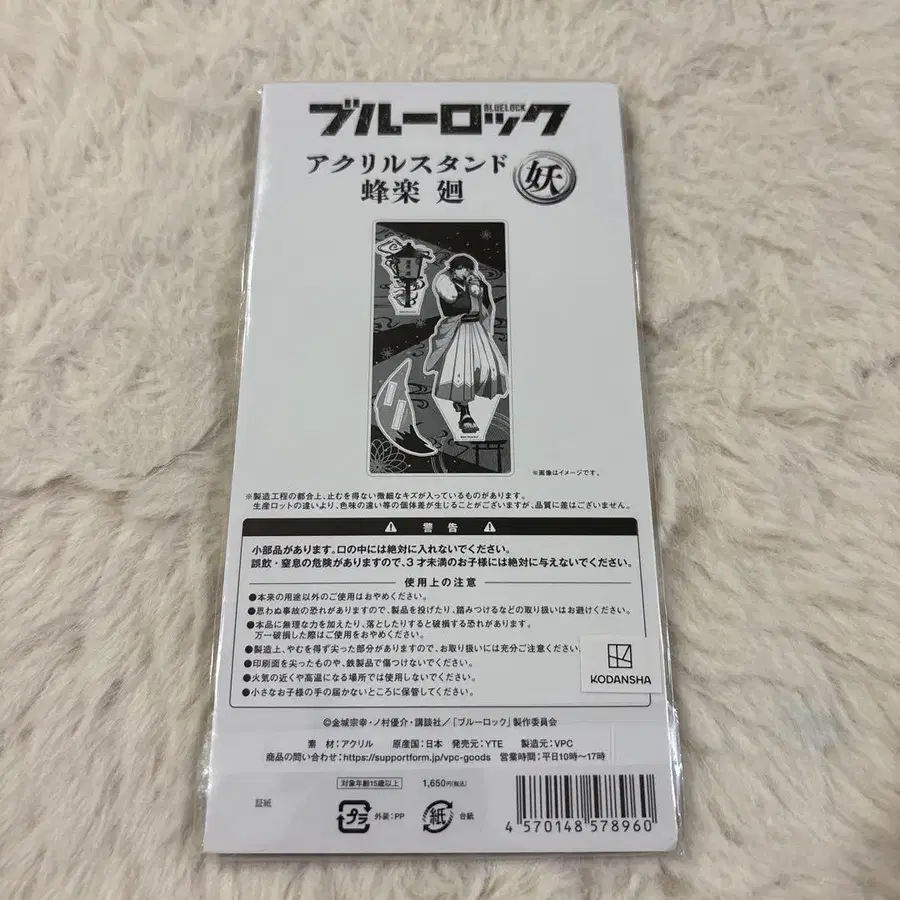 ブルーロック
BLUELOCK
アクリルスタンド
蜂楽 廻
妖
※画像はイメージです。
※製造工程の都合上、止むを得ない微細なキズが入っているものがあります。
生産ロットの違いより、色味の違い等の個体差が生じることがございますが、品質に差はございません。
警告
小部品があります。口の中には絶対に入れないでください。
誤飲・窒息の危険がありますので、3才未満のお子様には絶対に与えないでください。
使用上の注意
●本来の用途以外のご使用はおやめください。
●思わぬ事故の恐れがありますので、製品を投げたり、踏みつけるなどの取り扱いはお避けください。
●本品に無理な力を加えたり、落としたりすると破損する恐れがあります。
万一破損した際はご使用をおやめください。
●製造上、やむを得ず尖った部分がありますので、お取り扱いには充分ご注意ください。
●印刷面を尖ったものや、鉄製品で傷つけないでください。
●火気の近くや高温になる場所では使用しないでください。
●小さなお子様の手の届かないところに保管してください。
KODANSHA
©金城宗幸・ノ村優介・講談社／「ブルーロック」製作委員会
素 材：アクリル 原産国：日本 発売元：YTE 製造元：VPC
商品の問い合わせ：https://supportform.jp/vpc-goods 営業時間：平日10時～17時
対象年齢15歳以上 1,650円(税込)
証紙
プラ 外装：PP 紙 台紙
4 570148 578960